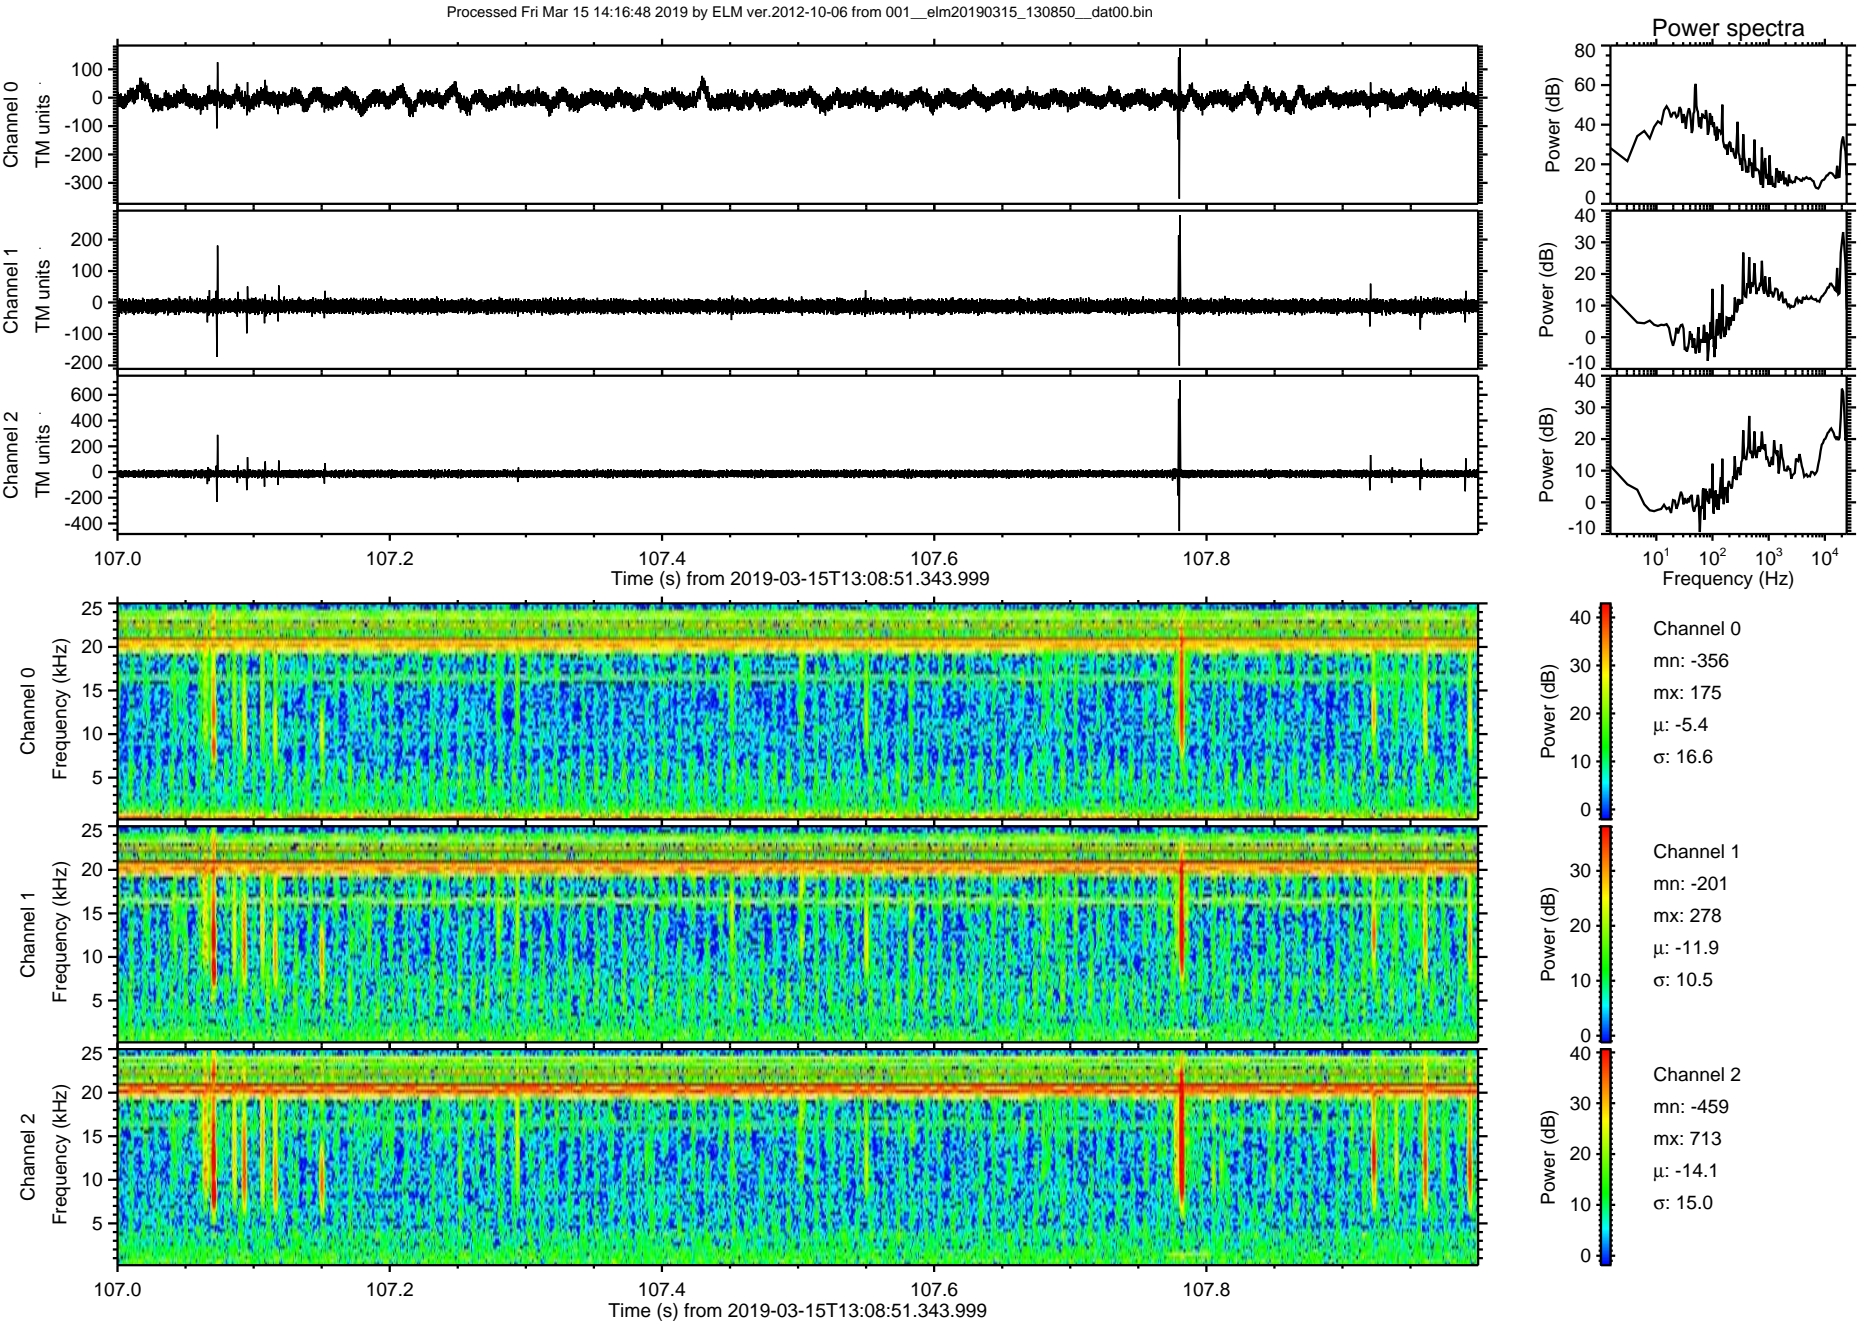 Processed Fri Mar 15 14:16:48 2019 by ELM ver.2012-10-06 from 001__elm20190315_130850__dat00.bin
Power spectra
Channel 0
TM units
100
0
-100
-200
-300
Power (dB)
80
60
40
20
0
Channel 1
TM units
200
100
0
-100
-200
Power (dB)
40
30
20
10
0
-10
Channel 2
TM units
600
400
200
0
-200
-400
Power (dB)
40
30
20
10
0
-10
107.0 107.2 107.4 107.6 107.8
Time (s) from 2019-03-15T13:08:51.343.999
10¹ 10² 10³ 10⁴
Frequency (Hz)
Channel 0
Frequency (kHz)
25
20
15
10
5
Power (dB)
40
30
20
10
0
Channel 0
mn: -356
mx: 175
μ: -5.4
σ: 16.6
Channel 1
Frequency (kHz)
25
20
15
10
5
Power (dB)
30
20
10
0
Channel 1
mn: -201
mx: 278
μ: -11.9
σ: 10.5
Channel 2
Frequency (kHz)
25
20
15
10
5
Power (dB)
40
30
20
10
0
Channel 2
mn: -459
mx: 713
μ: -14.1
σ: 15.0
107.0 107.2 107.4 107.6 107.8
Time (s) from 2019-03-15T13:08:51.343.999